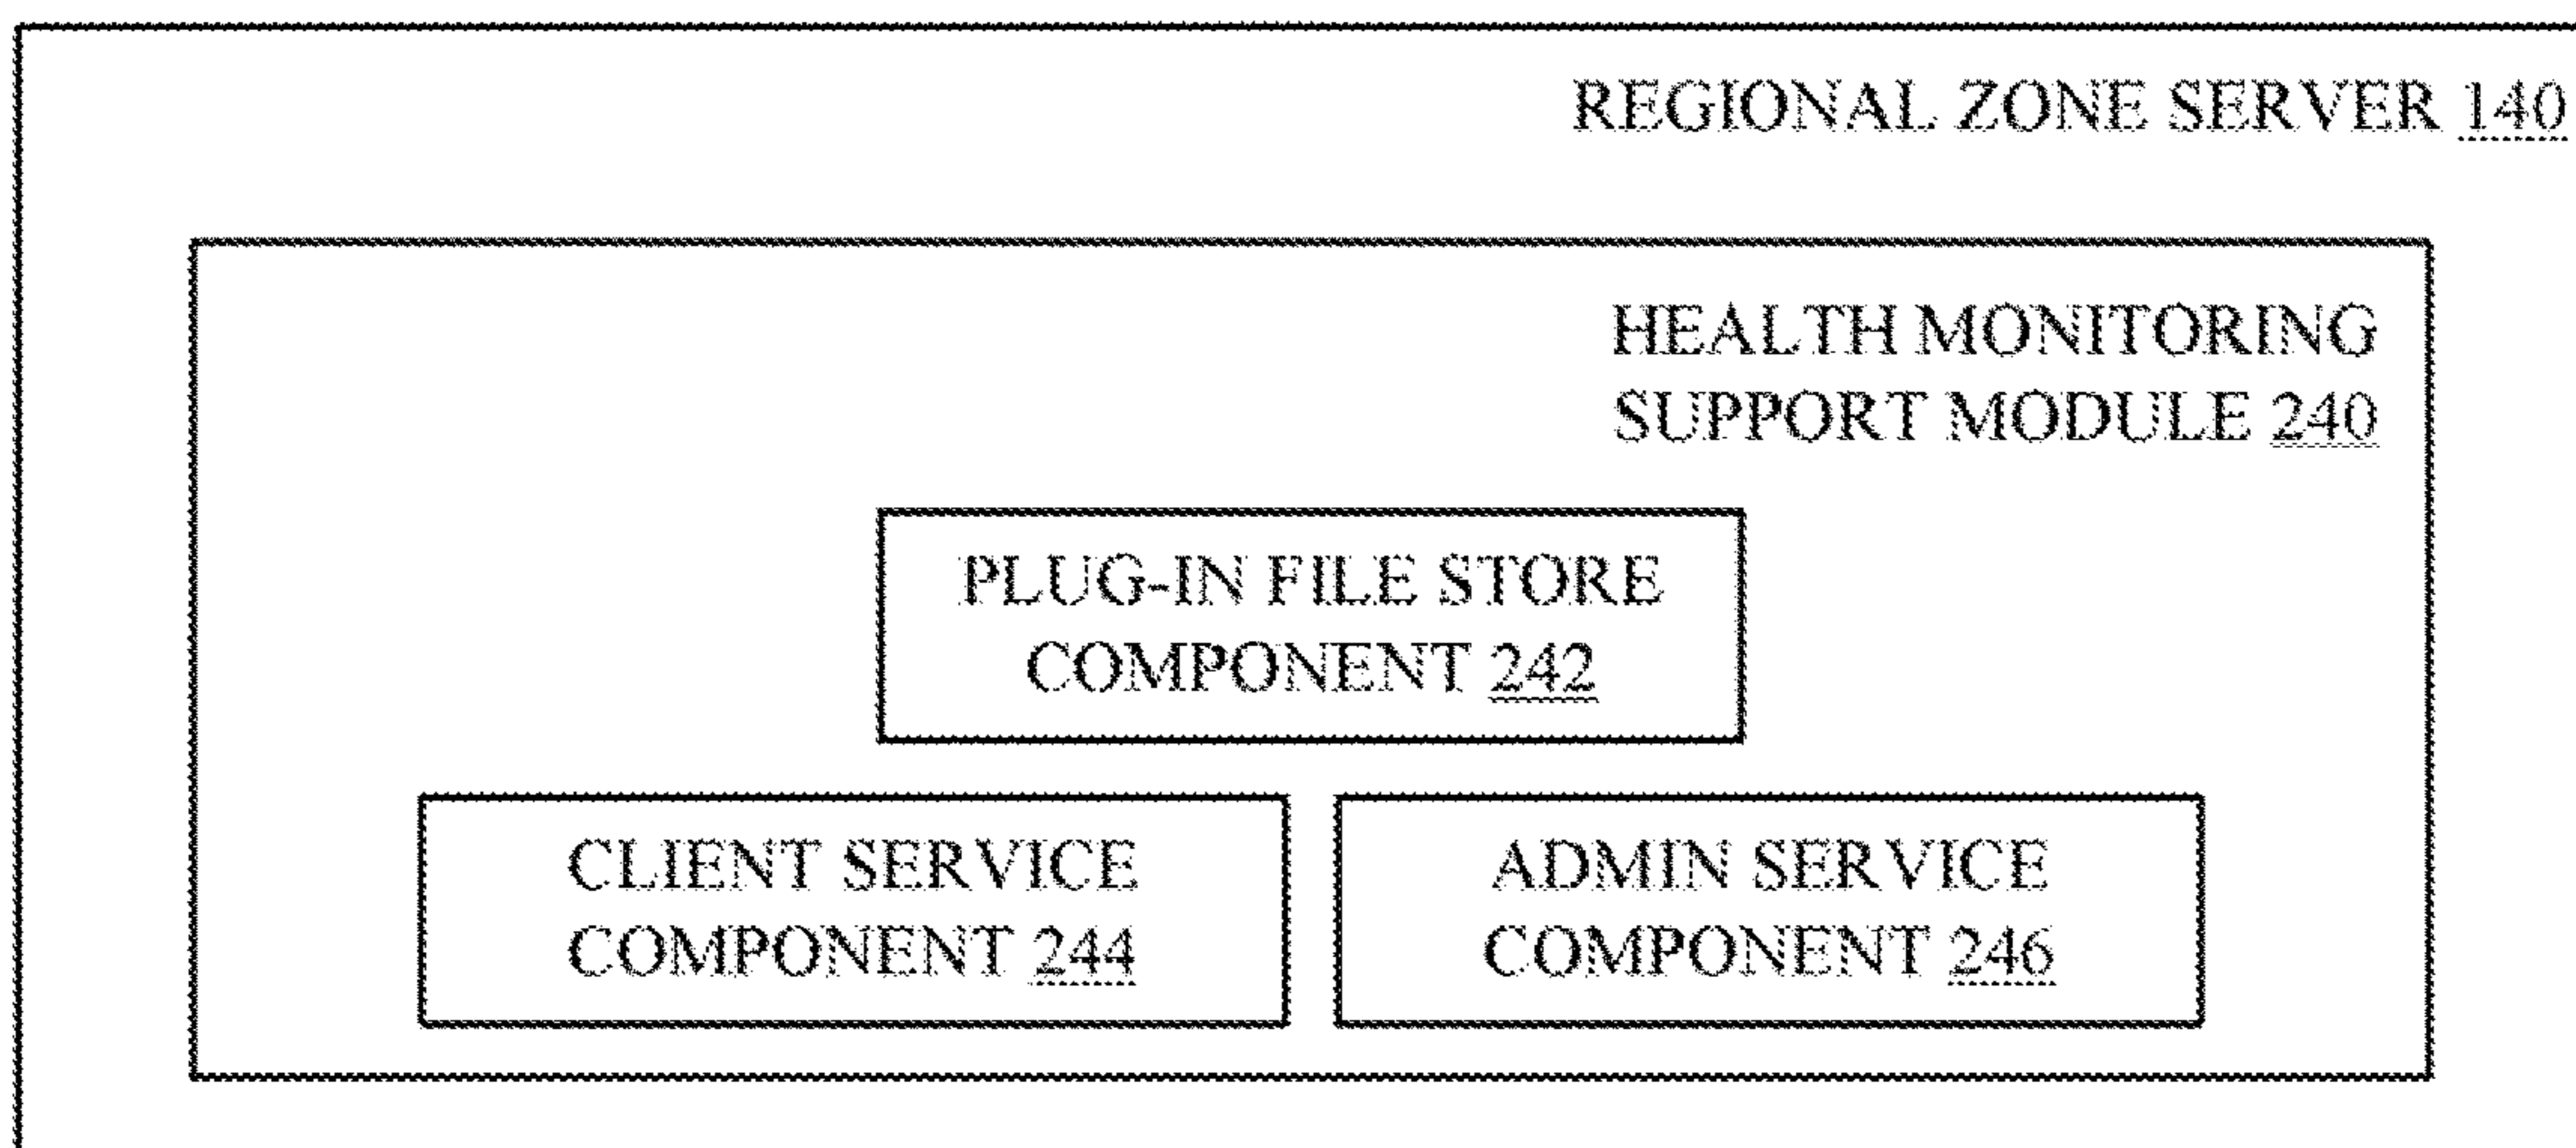 REGIONAL ZONE SERVER 140
HEALTH MONITORING
SUPPORT MODULE 240
PLUG-IN FILE STORE
COMPONENT 242
CLIENT SERVICE
COMPONENT 244
ADMIN SERVICE
COMPONENT 246